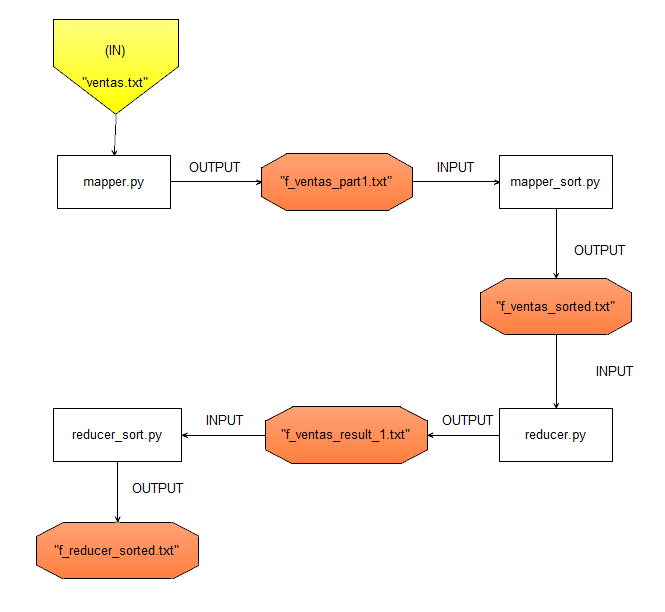 (IN)
"ventas.txt"
mapper.py
OUTPUT
"f_ventas_part1.txt"
INPUT
mapper_sort.py
OUTPUT
"f_ventas_sorted.txt"
INPUT
reducer.py
OUTPUT
"f_ventas_result_1.txt"
INPUT
reducer_sort.py
OUTPUT
"f_reducer_sorted.txt"